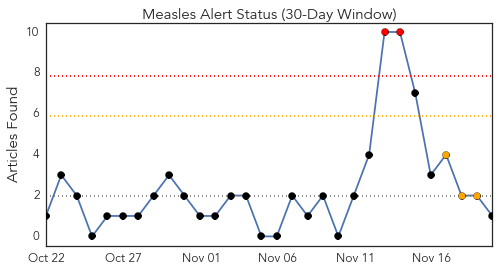 Measles Alert Status (30-Day Window)
Articles Found
10
8
6
4
2
0
Oct 22 Oct 27 Nov 01 Nov 06 Nov 11 Nov 16